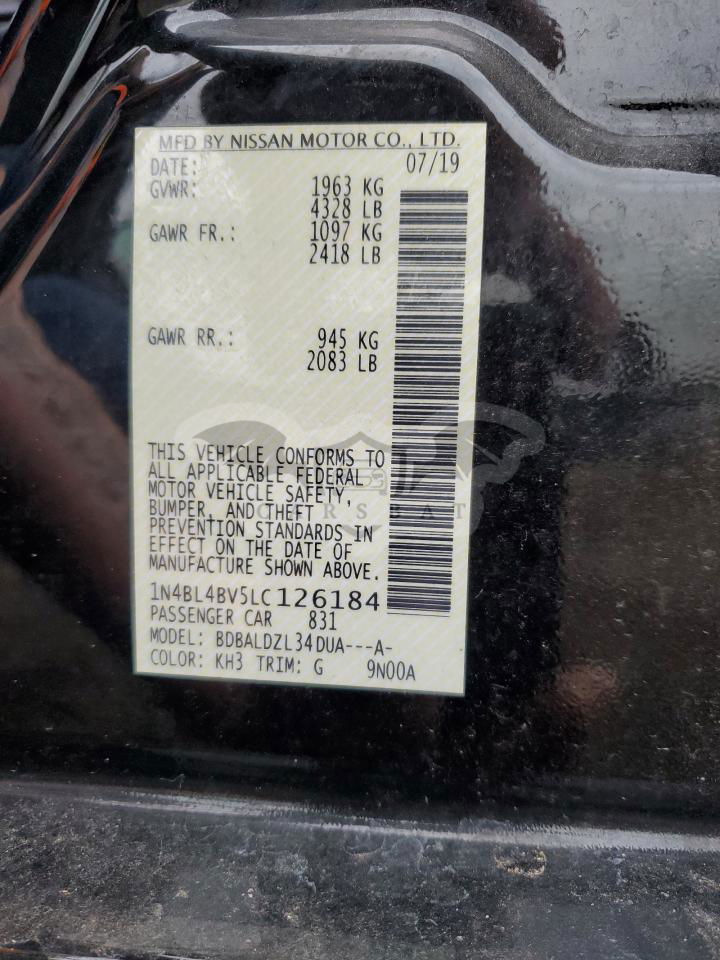 MFD BY NISSAN MOTOR CO., LTD.
DATE: 07/19
GVWR: 1963 KG
4328 LB
GAWR FR.: 1097 KG
2418 LB
GAWR RR.: 945 KG
2083 LB
THIS VEHICLE CONFORMS TO
ALL APPLICABLE FEDERAL
MOTOR VEHICLE SAFETY,
BUMPER, AND THEFT
PREVENTION STANDARDS IN
EFFECT ON THE DATE OF
MANUFACTURE SHOWN ABOVE.
1N4BL4BV5LC126184
PASSENGER CAR 831
MODEL: BDBALDZL34DUA---A-
COLOR: KH3 TRIM: G 9N00A